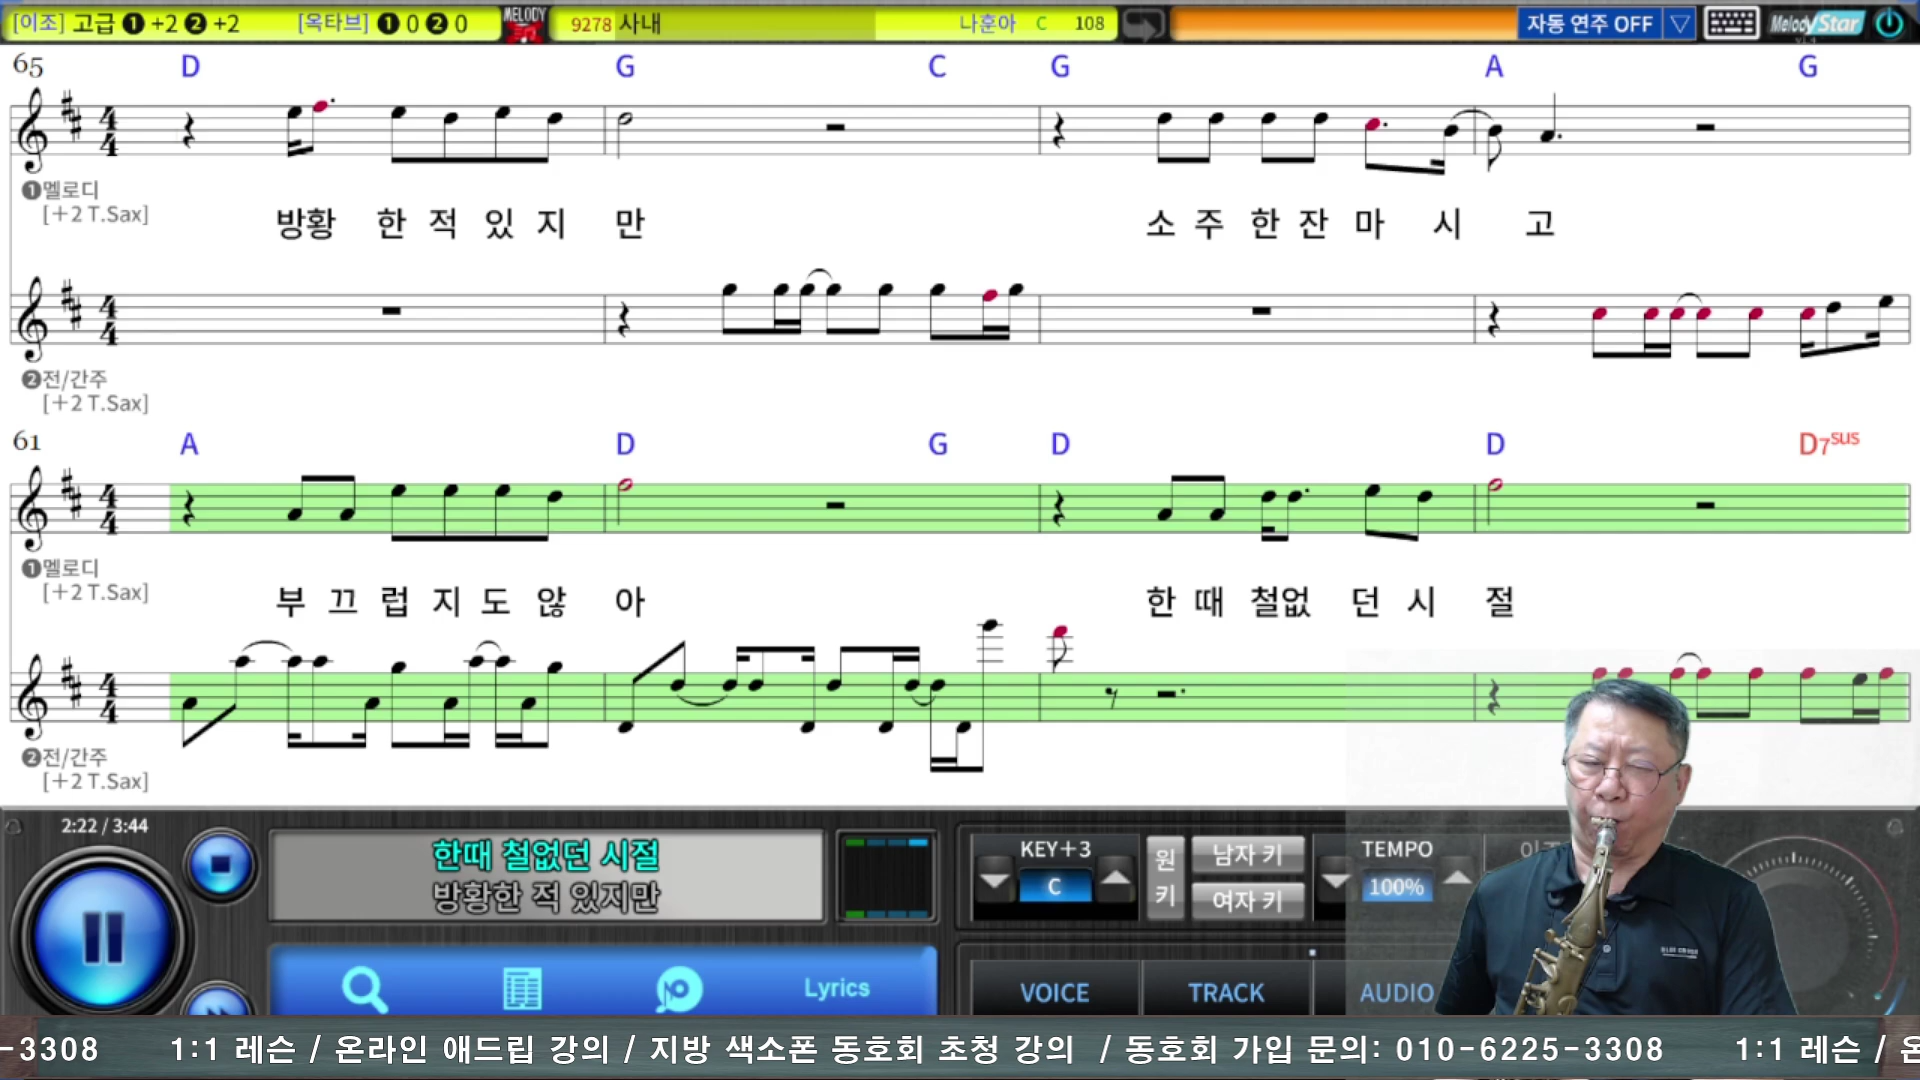 [이조] 고급 ❶ +2 ❷ +2 [옥타브] ❶ 0 ❷ 0 MELODY 9278 사내 나훈아 C 108 자동 연주 OFF Melody Star
65 D G C G A G
❶멜로디
[+2 T.Sax]
방황 한 적 있 지 만 소 주 한 잔 마 시 고
❷전/간주
[+2 T.Sax]
61 A D G D D D7sus
❶멜로디
[+2 T.Sax]
부 끄 럽 지 도 않 아 한 때 철없 던 시 절
❷전/간주
[+2 T.Sax]
2:22 / 3:44
한때 철없던 시절
방황한 적 있지만
KEY+3
C
원키
남자 키
여자 키
TEMPO
100%
Lyrics
VOICE TRACK AUDIO
-3308 1:1 레슨 / 온라인 애드립 강의 / 지방 색소폰 동호회 초청 강의 / 동호회 가입 문의: 010-6225-3308 1:1 레슨 /